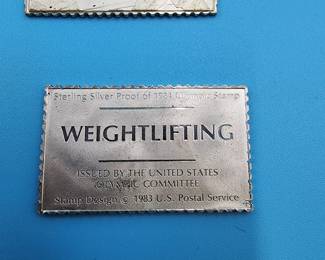 Sterling Silver Proof of 1984 Olympic Stamp
WEIGHTLIFTING
ISSUED BY THE UNITED STATES
OLYMPIC COMMITTEE
Stamp Design © 1983 U.S. Postal Service